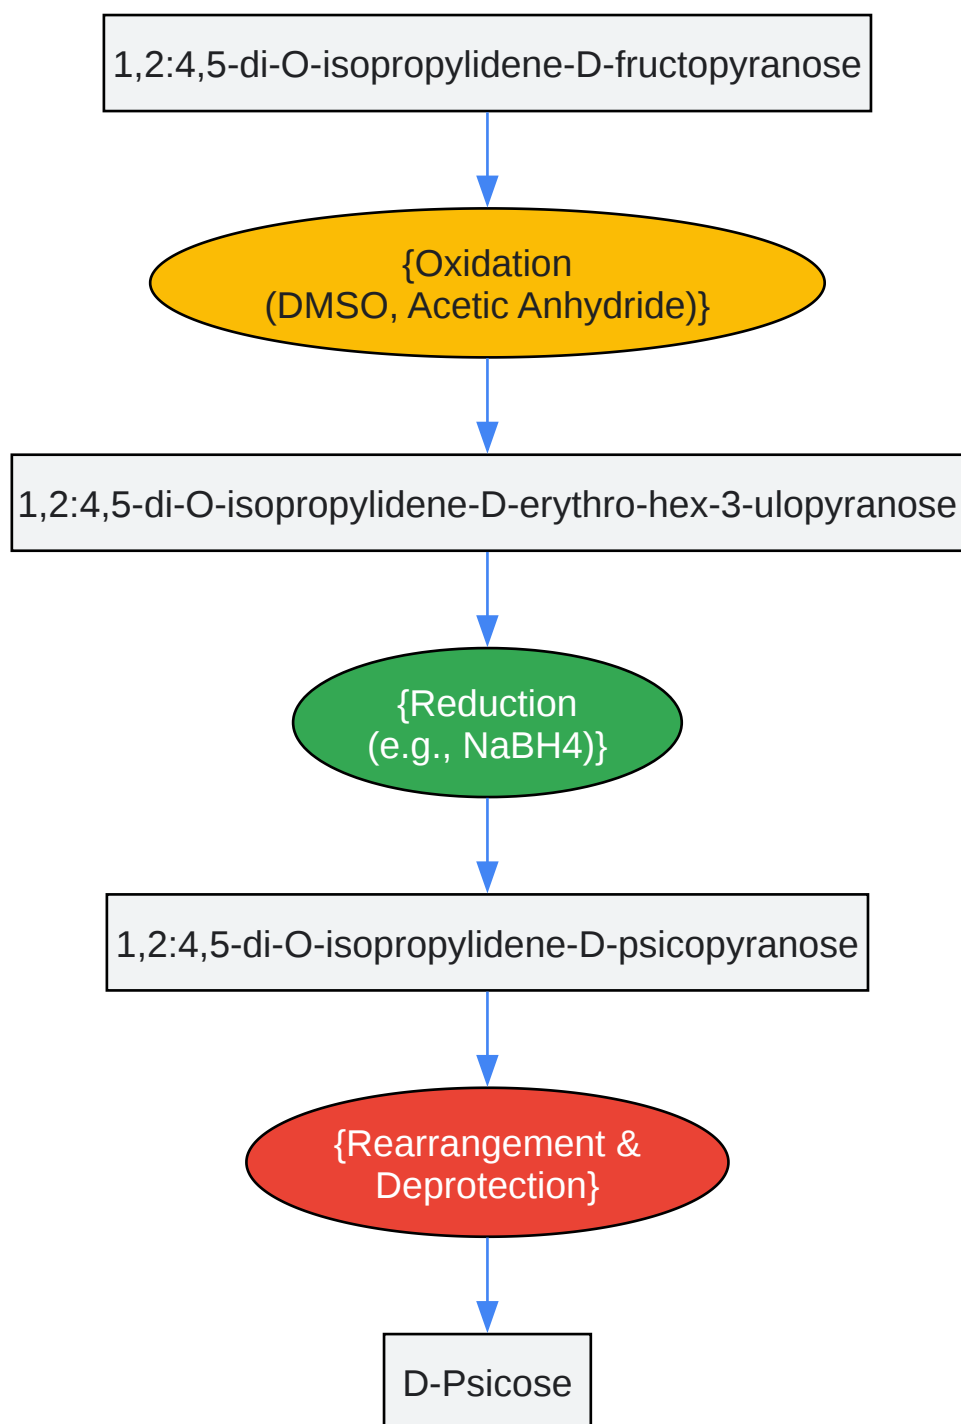 1,2:4,5-di-O-isopropylidene-D-fructopyranose
{Oxidation
(DMSO, Acetic Anhydride)}
1,2:4,5-di-O-isopropylidene-D-erythro-hex-3-ulopyranose
{Reduction
(e.g., NaBH4)}
1,2:4,5-di-O-isopropylidene-D-psicopyranose
{Rearrangement &
Deprotection}
D-Psicose